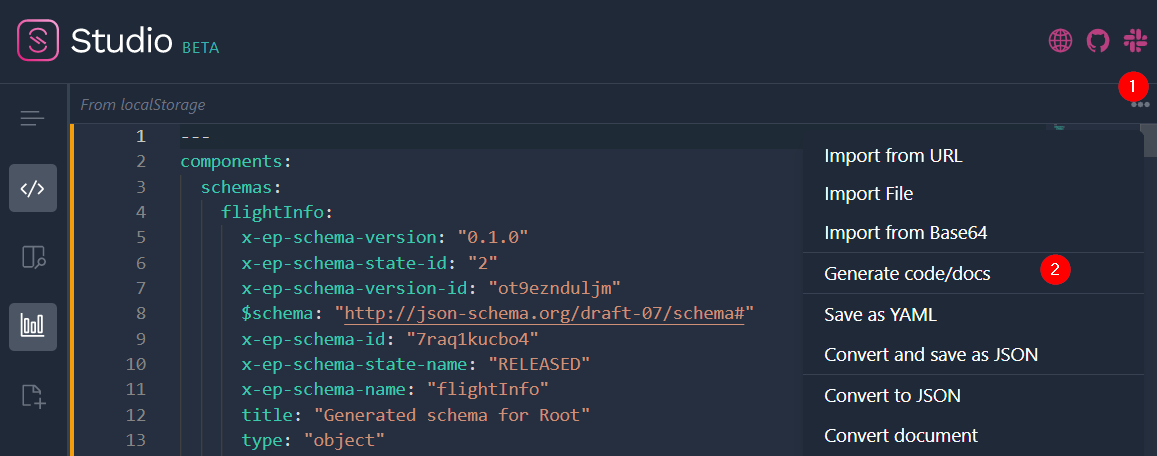 Studio BETA
1
From localStorage
1 ---
2 components:
3 schemas:
4 flightInfo:
5 x-ep-schema-version: "0.1.0"
6 x-ep-schema-state-id: "2"
7 x-ep-schema-version-id: "ot9eznduljm"
8 $schema: "http://json-schema.org/draft-07/schema#"
9 x-ep-schema-id: "7raq1kucbo4"
10 x-ep-schema-state-name: "RELEASED"
11 x-ep-schema-name: "flightInfo"
12 title: "Generated schema for Root"
13 type: "object"
Import from URL
Import File
Import from Base64
Generate code/docs 2
Save as YAML
Convert and save as JSON
Convert to JSON
Convert document